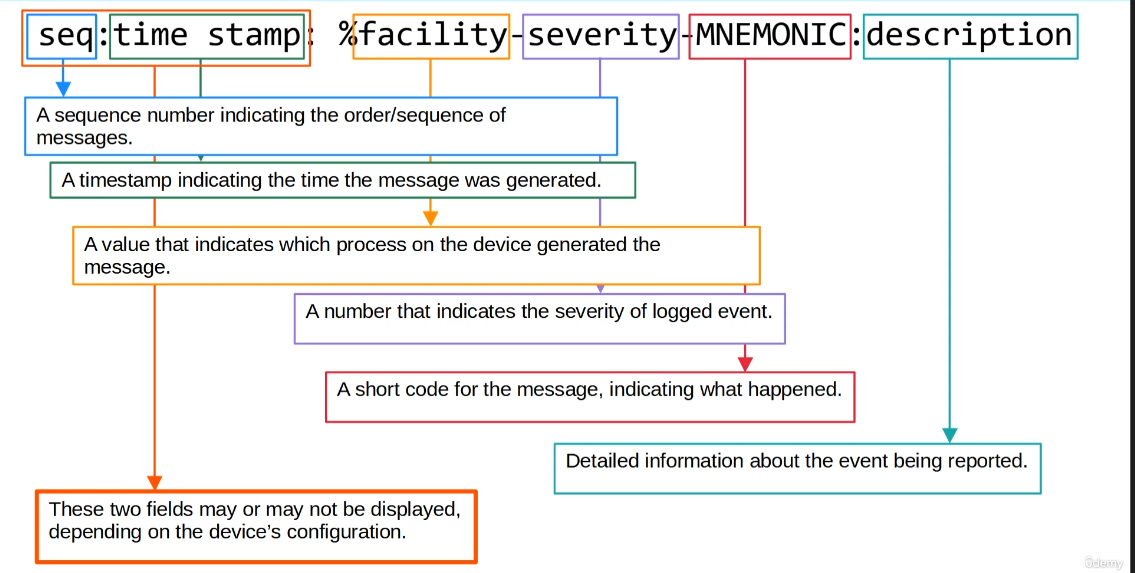 seq:time stamp: %facility-severity-MNEMONIC:description
A sequence number indicating the order/sequence of
messages.
A timestamp indicating the time the message was generated.
A value that indicates which process on the device generated the
message.
A number that indicates the severity of logged event.
A short code for the message, indicating what happened.
Detailed information about the event being reported.
These two fields may or may not be displayed,
depending on the device’s configuration.
ûdemy